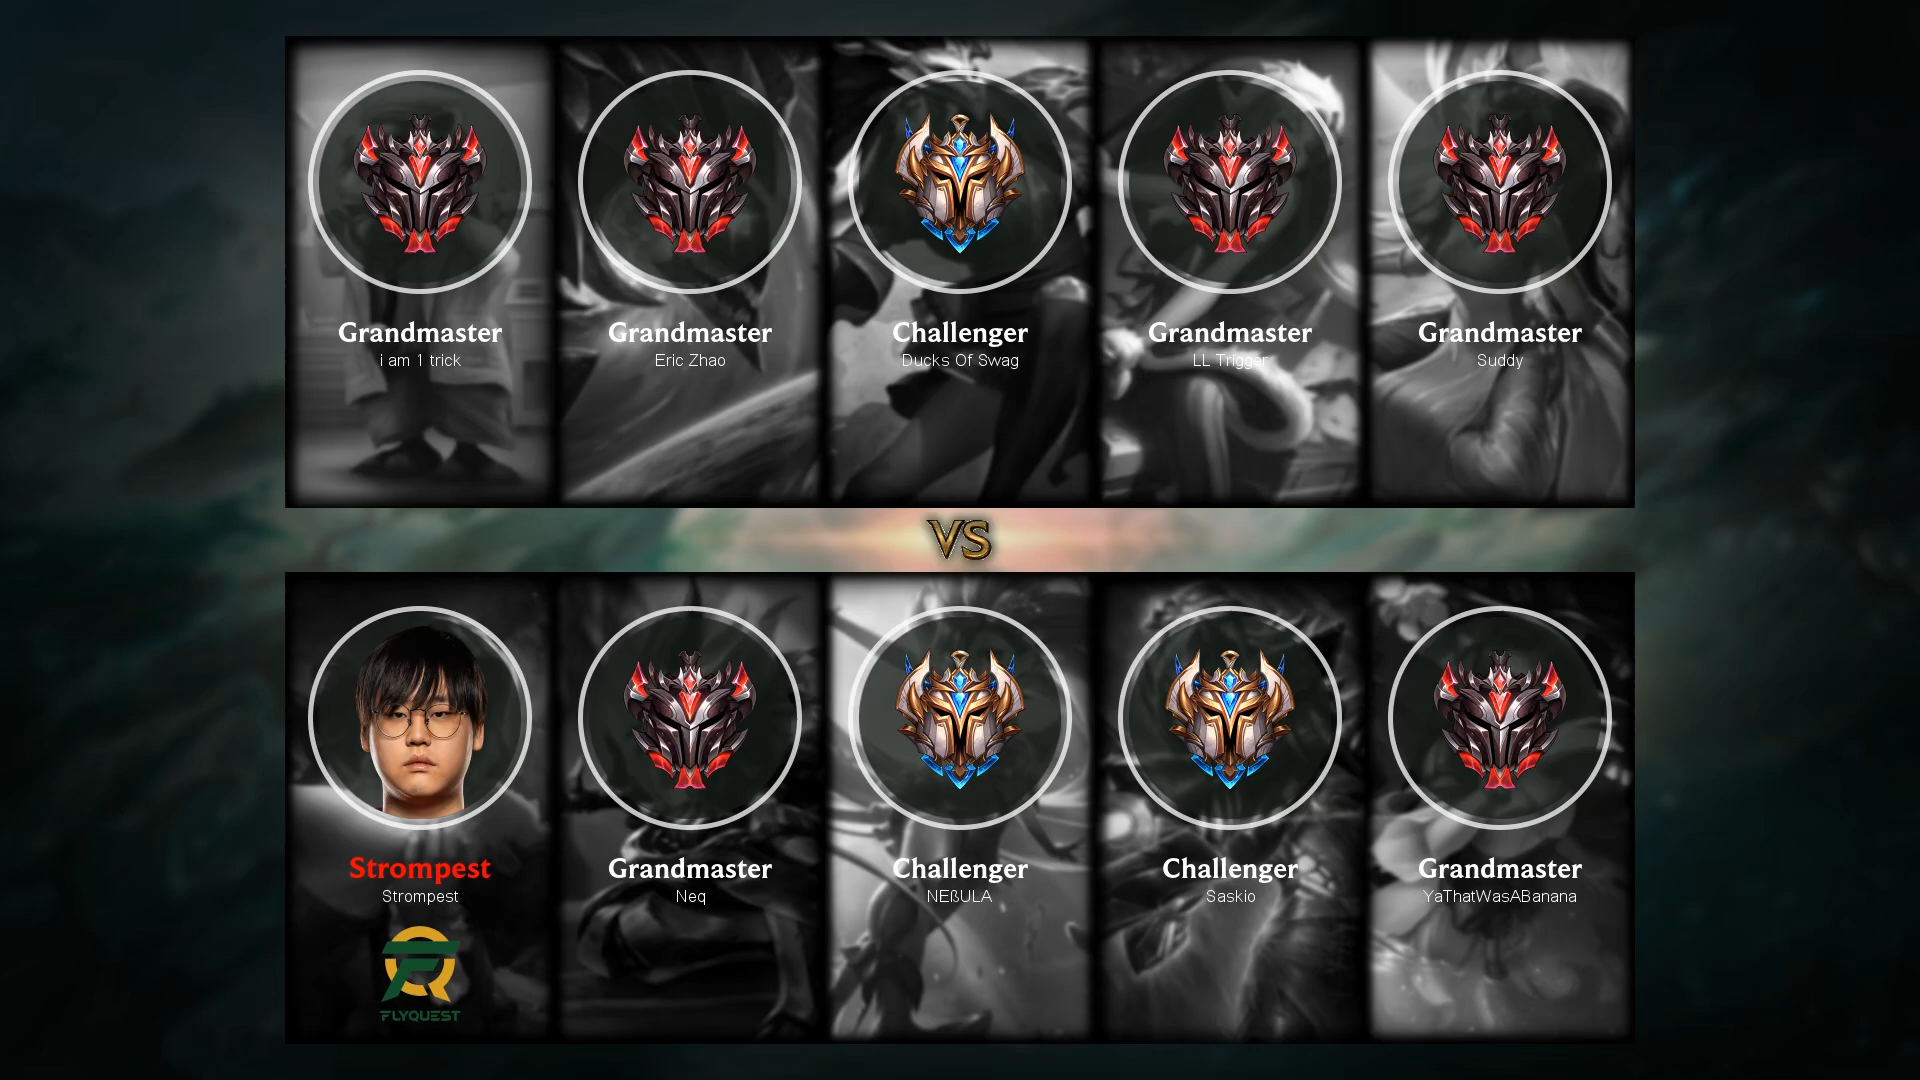 Grandmaster
i am 1 trick
Grandmaster
Eric Zhao
Challenger
Ducks Of Swag
Grandmaster
LL Trigger
Grandmaster
Suddy
VS
Strompest
Strompest
FLYQUEST
Grandmaster
Neq
Challenger
NEßULA
Challenger
Saskio
Grandmaster
YaThatWasABanana